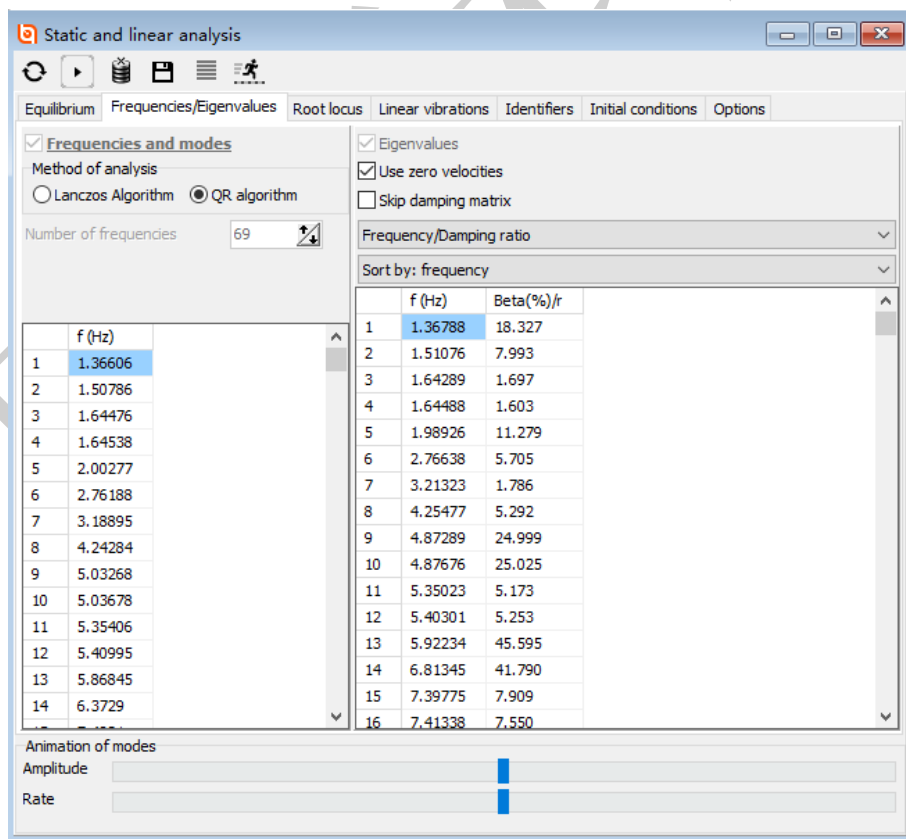 Static and linear analysis
Equilibrium Frequencies/Eigenvalues Root locus Linear vibrations Identifiers Initial conditions Options
Frequencies and modes
Method of analysis
Lanczos Algorithm QR algorithm
Number of frequencies 69
f (Hz)
1 1.36606
2 1.50786
3 1.64476
4 1.64538
5 2.00277
6 2.76188
7 3.18895
8 4.24284
9 5.03268
10 5.03678
11 5.35406
12 5.40995
13 5.86845
14 6.3729
Eigenvalues
Use zero velocities
Skip damping matrix
Frequency/Damping ratio
Sort by: frequency
f (Hz) Beta(%)/r
1 1.36788 18.327
2 1.51076 7.993
3 1.64289 1.697
4 1.64488 1.603
5 1.98926 11.279
6 2.76638 5.705
7 3.21323 1.786
8 4.25477 5.292
9 4.87289 24.999
10 4.87676 25.025
11 5.35023 5.173
12 5.40301 5.253
13 5.92234 45.595
14 6.81345 41.790
15 7.39775 7.909
16 7.41338 7.550
Animation of modes
Amplitude
Rate